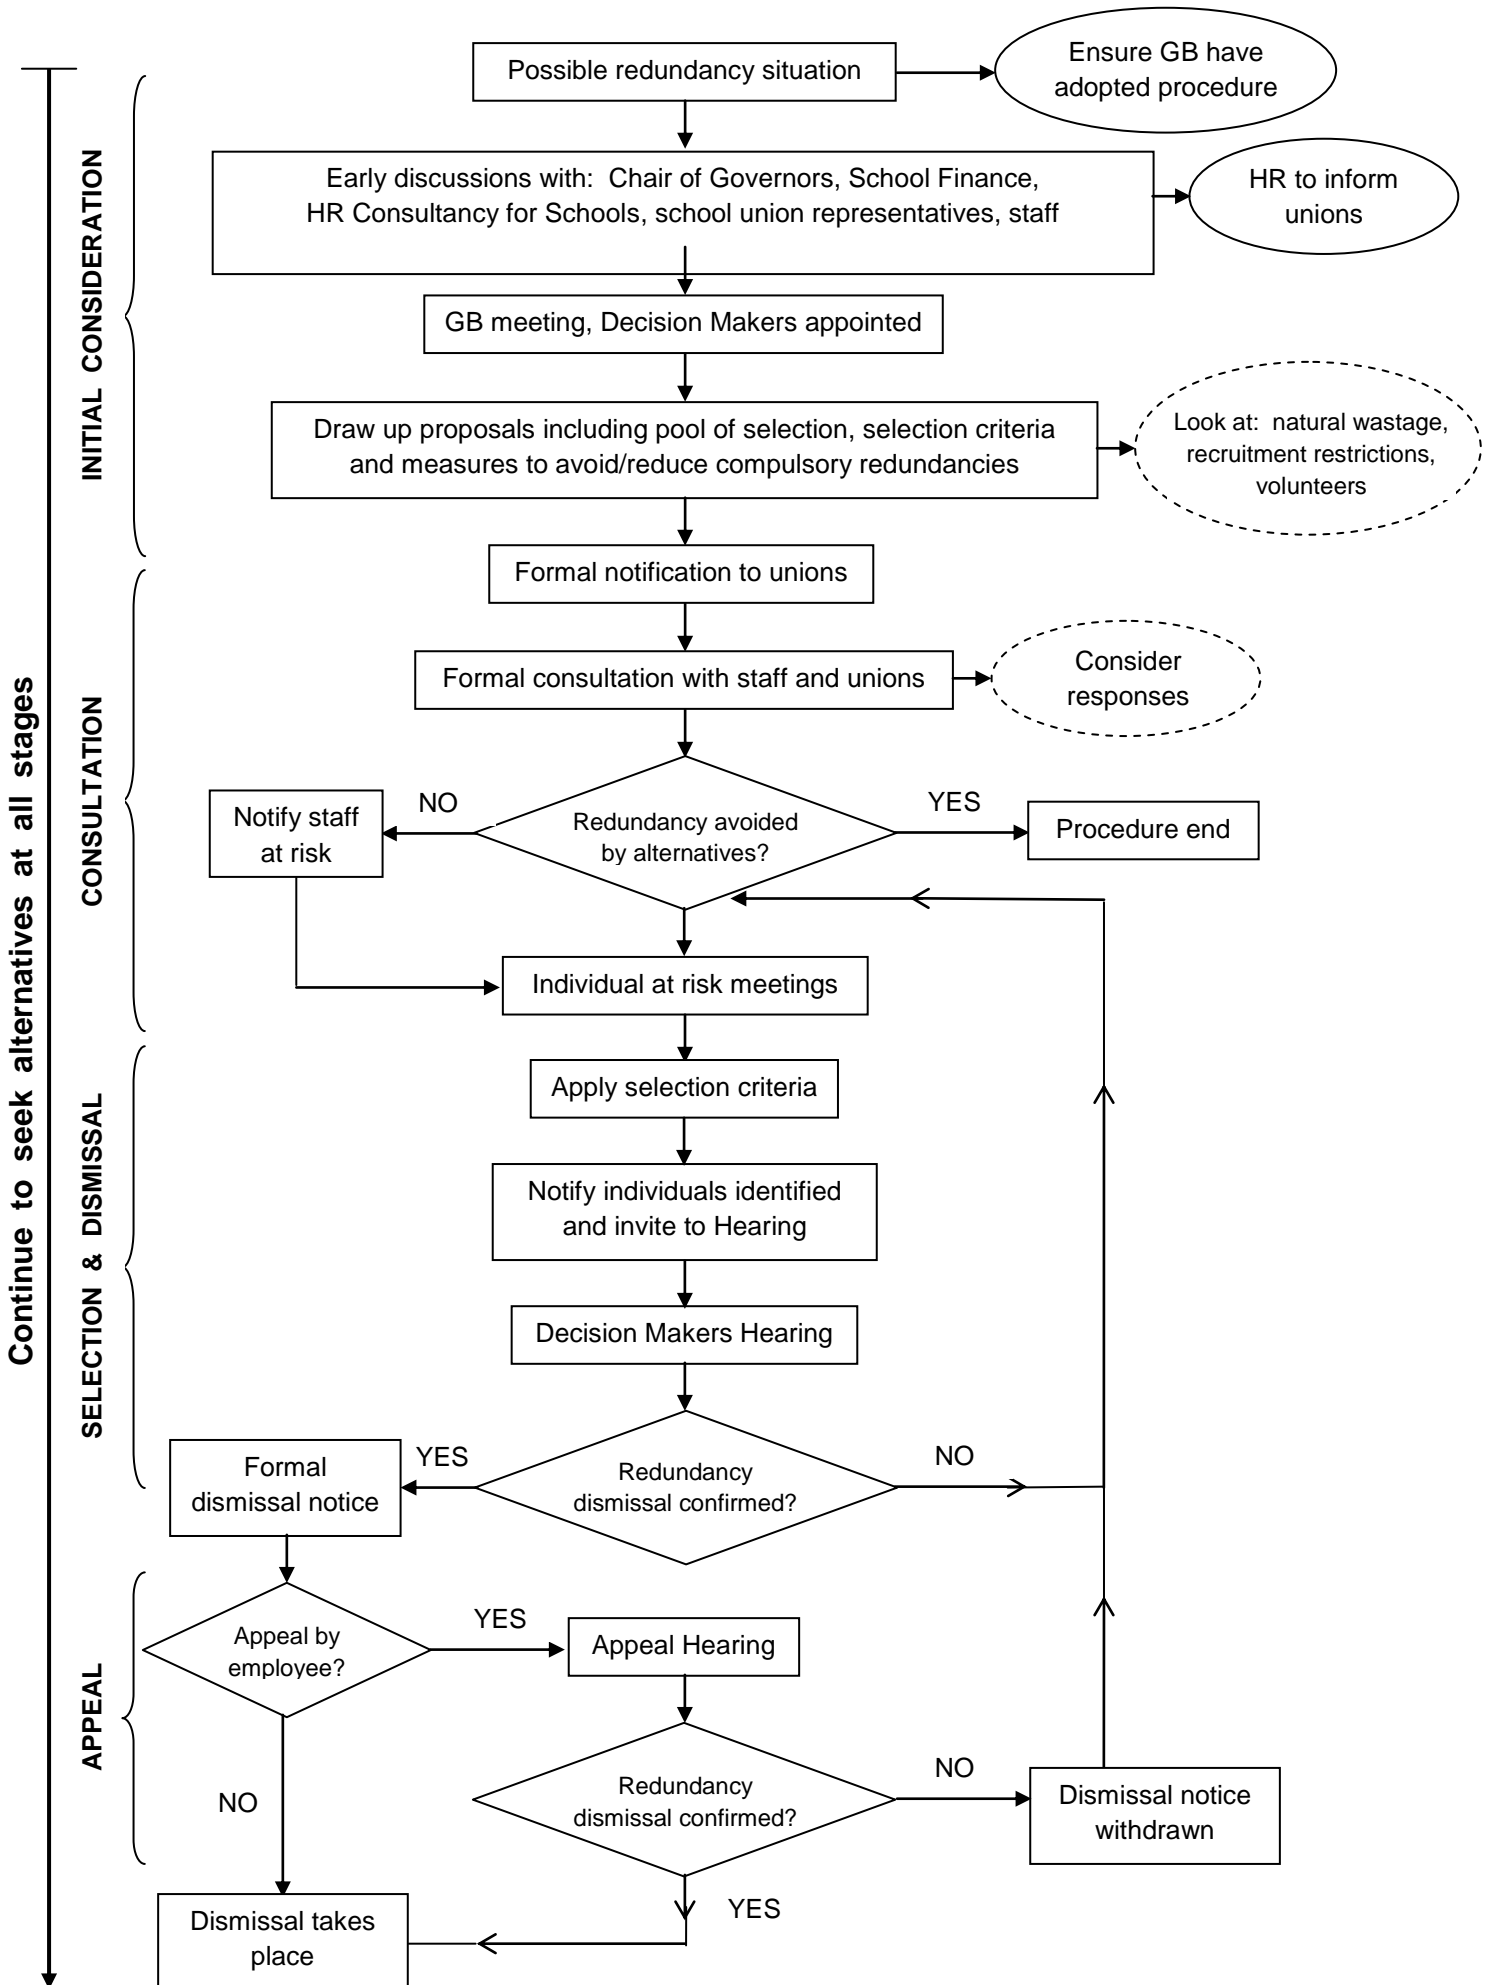 Possible redundancy situation
Ensure GB have
adopted procedure
Early discussions with:  Chair of Governors, School Finance,
HR Consultancy for Schools, school union representatives, staff
HR to inform
unions
GB meeting, Decision Makers appointed
Draw up proposals including pool of selection, selection criteria
and measures to avoid/reduce compulsory redundancies
Look at:  natural wastage,
recruitment restrictions,
volunteers
INITIAL CONSIDERATION
Formal notification to unions
Formal consultation with staff and unions
Consider
responses
Continue to seek alternatives at all stages
CONSULTATION
Notify staff
at risk
NO
Redundancy avoided
by alternatives?
YES
Procedure end
Individual at risk meetings
SELECTION & DISMISSAL
Apply selection criteria
Notify individuals identified
and invite to Hearing
Decision Makers Hearing
Formal
dismissal notice
YES
Redundancy
dismissal confirmed?
NO
APPEAL
Appeal by
employee?
YES
Appeal Hearing
NO
Redundancy
dismissal confirmed?
NO
Dismissal notice
withdrawn
YES
Dismissal takes
place